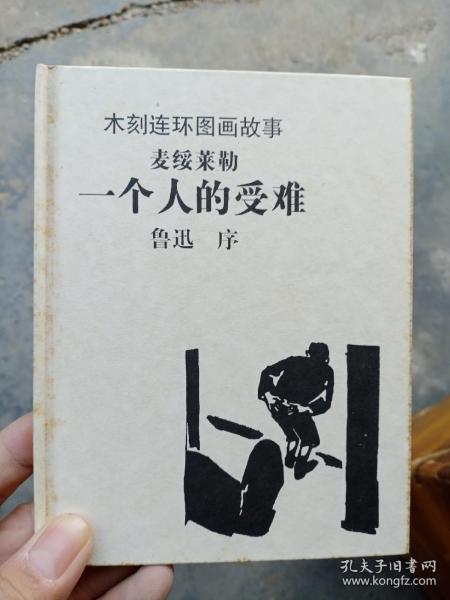 木刻连环图画故事
麦绥莱勒
一个人的受难
鲁迅 序
孔夫子旧书网
www.kongfz.com